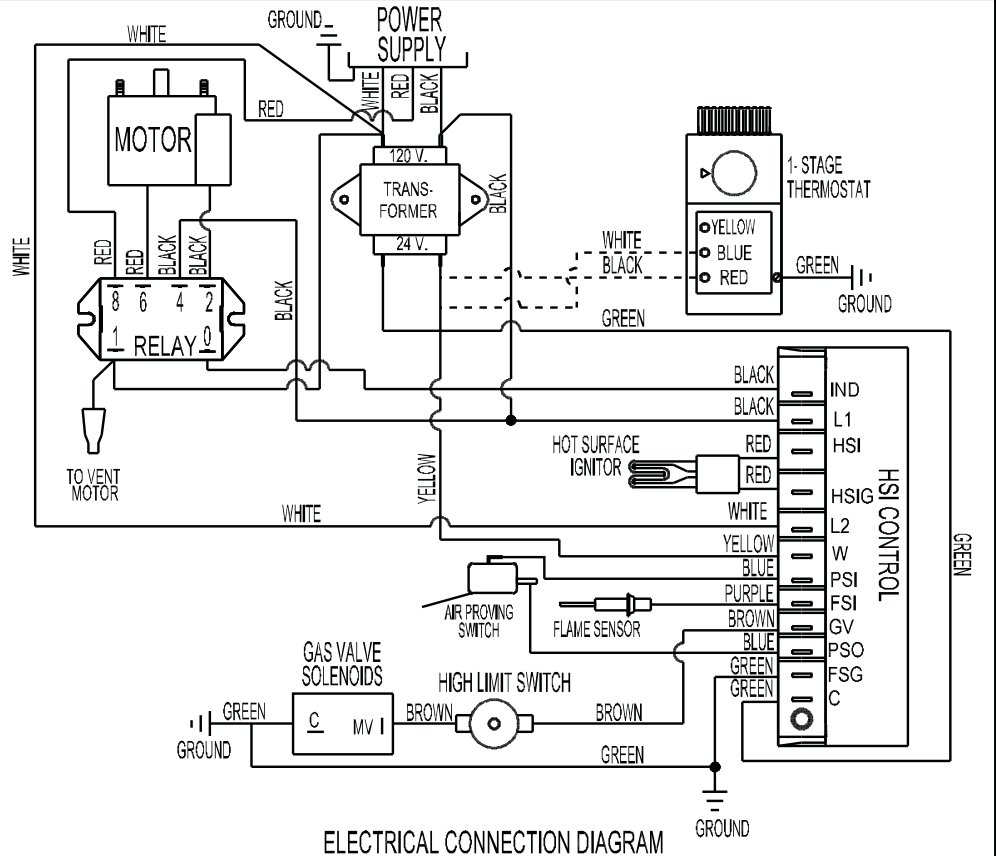 GROUND
POWER
SUPPLY
WHITE
WHITE
RED
BLACK
RED
MOTOR
120 V.
TRANS-
FORMER
24 V.
BLACK
1- STAGE
THERMOSTAT
YELLOW
BLUE
RED
WHITE
BLACK
GREEN
GROUND
WHITE
RED
RED
BLACK
BLACK
BLACK
8 6 4 2
1 RELAY 0
GREEN
TO VENT
MOTOR
BLACK
IND
BLACK
L1
HOT SURFACE
IGNITOR
RED
HSI
RED
HSIG
YELLOW
WHITE
WHITE
L2
YELLOW
W
BLUE
PSI
PURPLE
FSI
BROWN
GV
BLUE
PSO
GREEN
FSG
GREEN
C
HSI CONTROL
GREEN
AIR PROVING
SWITCH
FLAME SENSOR
GAS VALVE
SOLENOIDS
HIGH LIMIT SWITCH
GREEN
C
MV
BROWN
BROWN
GROUND
GREEN
GROUND
ELECTRICAL CONNECTION DIAGRAM